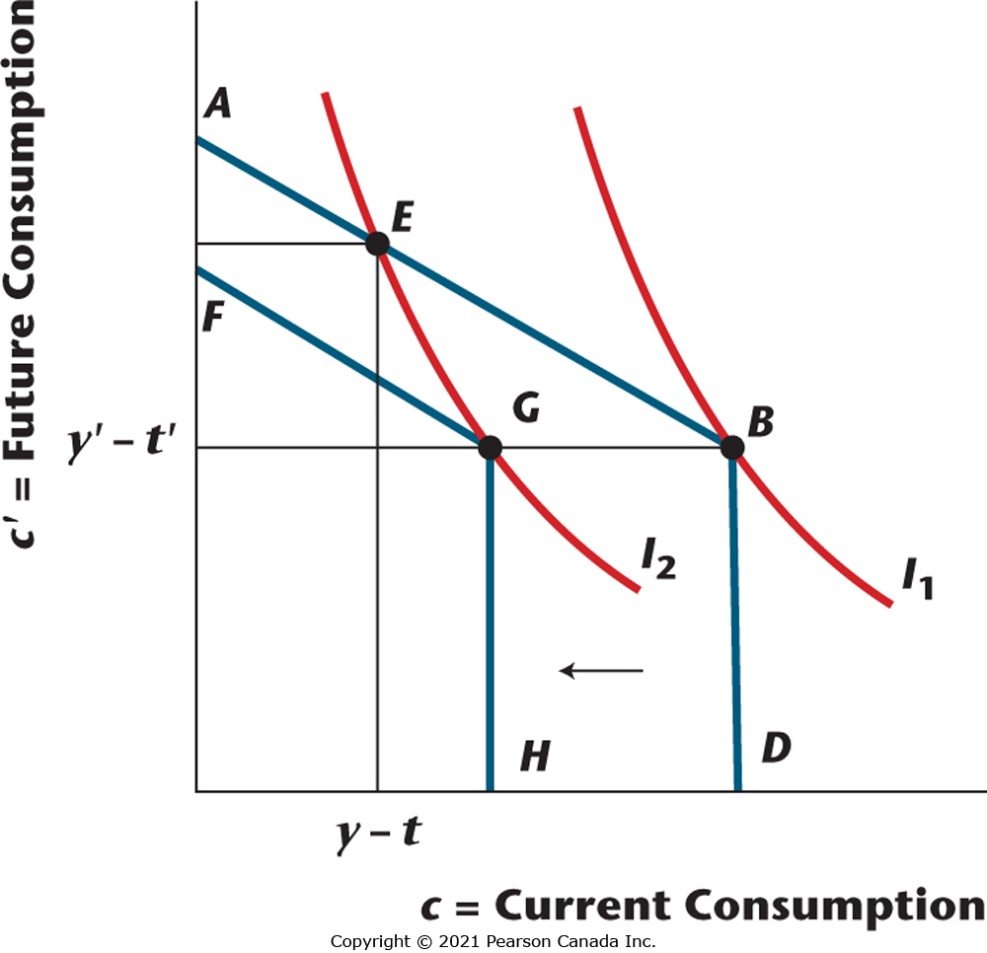 c′ = Future Consumption
A
E
F
G
B
y′ – t′
I2
I1
H
D
y – t
c = Current Consumption
Copyright © 2021 Pearson Canada Inc.